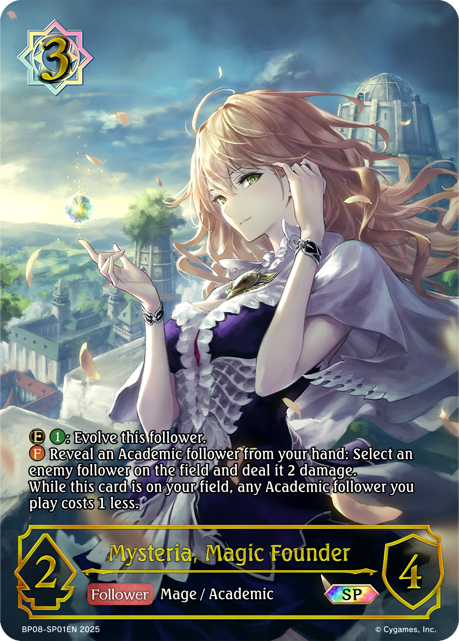 3
E 1: Evolve this follower.
F Reveal an Academic follower from your hand: Select an
enemy follower on the field and deal it 2 damage.
While this card is on your field, any Academic follower you
play costs 1 less.
Mysteria, Magic Founder
2
4
Follower Mage / Academic
SP
BP08-SP01EN 2025
© Cygames, Inc.